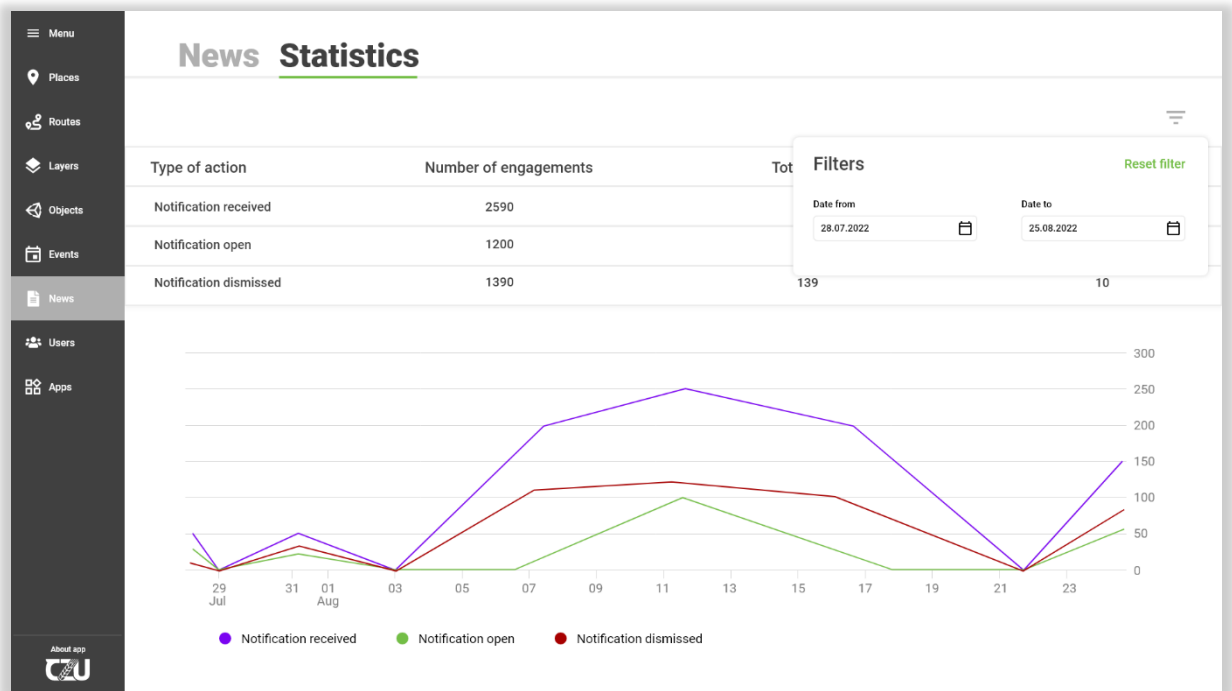 Menu
Places
Routes
Layers
Objects
Events
News
Users
Apps
About app
CZU
News Statistics
Filters Reset filter
Date from Date to
28.07.2022 25.08.2022
Type of action Number of engagements Tot
Notification received 2590
Notification open 1200
Notification dismissed 1390 139 10
300
250
200
150
100
50
0
29 31 01 03 05 07 09 11 13 15 17 19 21 23
Jul Aug
Notification received Notification open Notification dismissed